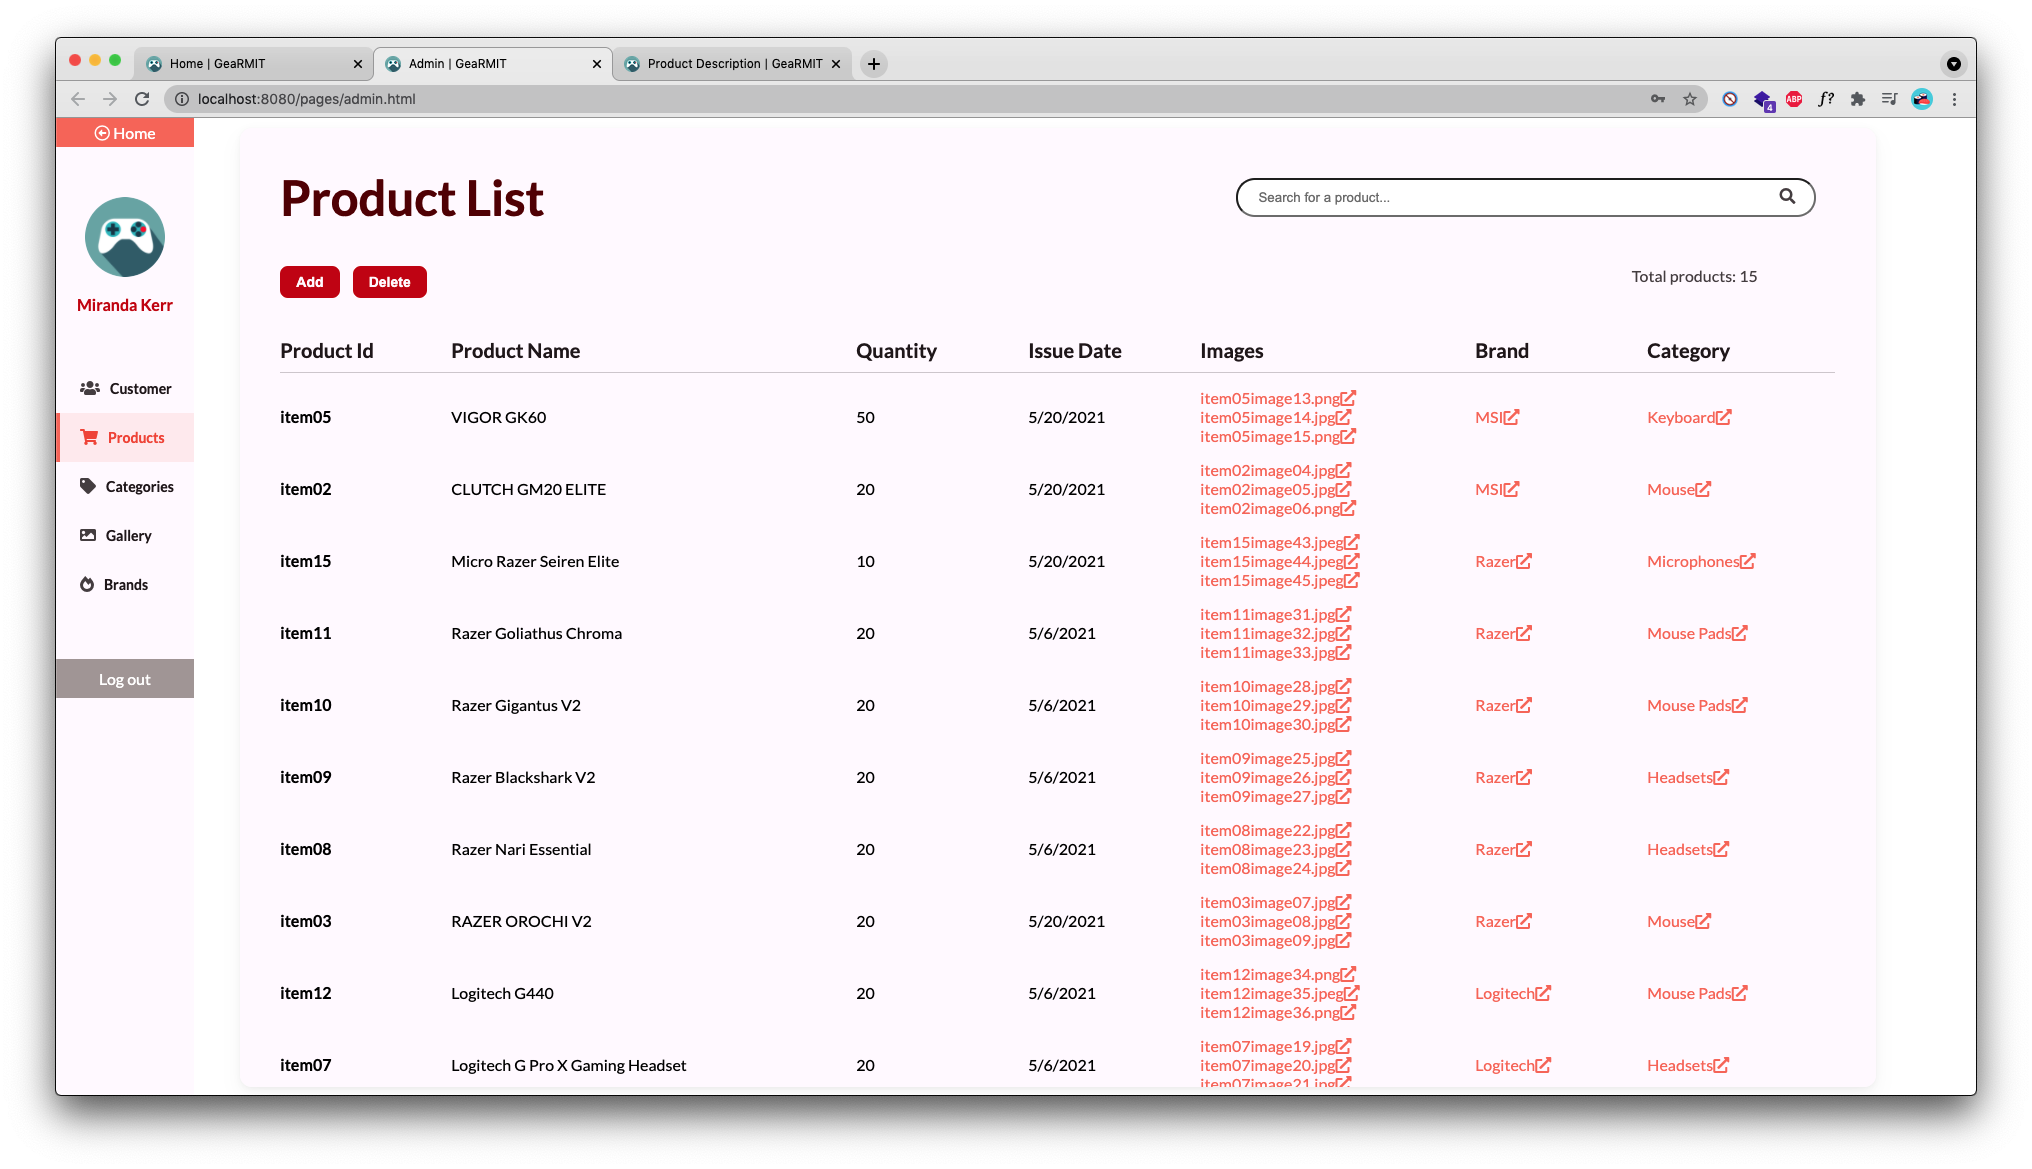 Home | GeaRMIT
Admin | GeaRMIT
Product Description | GeaRMIT
localhost:8080/pages/admin.html
4
ABP
f?
Home
Miranda Kerr
Customer
Products
Categories
Gallery
Brands
Log out
Product List
Search for a product...
Add Delete
Total products: 15
Product Id Product Name Quantity Issue Date Images Brand Category
item05 VIGOR GK60 50 5/20/2021 item05image13.png
item05image14.jpg
item05image15.png MSI Keyboard
item02 CLUTCH GM20 ELITE 20 5/20/2021 item02image04.jpg
item02image05.jpg
item02image06.png MSI Mouse
item15 Micro Razer Seiren Elite 10 5/20/2021 item15image43.jpeg
item15image44.jpeg
item15image45.jpeg Razer Microphones
item11 Razer Goliathus Chroma 20 5/6/2021 item11image31.jpg
item11image32.jpg
item11image33.jpg Razer Mouse Pads
item10 Razer Gigantus V2 20 5/6/2021 item10image28.jpg
item10image29.jpg
item10image30.jpg Razer Mouse Pads
item09 Razer Blackshark V2 20 5/6/2021 item09image25.jpg
item09image26.jpg
item09image27.jpg Razer Headsets
item08 Razer Nari Essential 20 5/6/2021 item08image22.jpg
item08image23.jpg
item08image24.jpg Razer Headsets
item03 RAZER OROCHI V2 20 5/20/2021 item03image07.jpg
item03image08.jpg
item03image09.jpg Razer Mouse
item12 Logitech G440 20 5/6/2021 item12image34.png
item12image35.jpeg
item12image36.png Logitech Mouse Pads
item07 Logitech G Pro X Gaming Headset 20 5/6/2021 item07image19.jpg
item07image20.jpg
item07image21.jpg Logitech Headsets